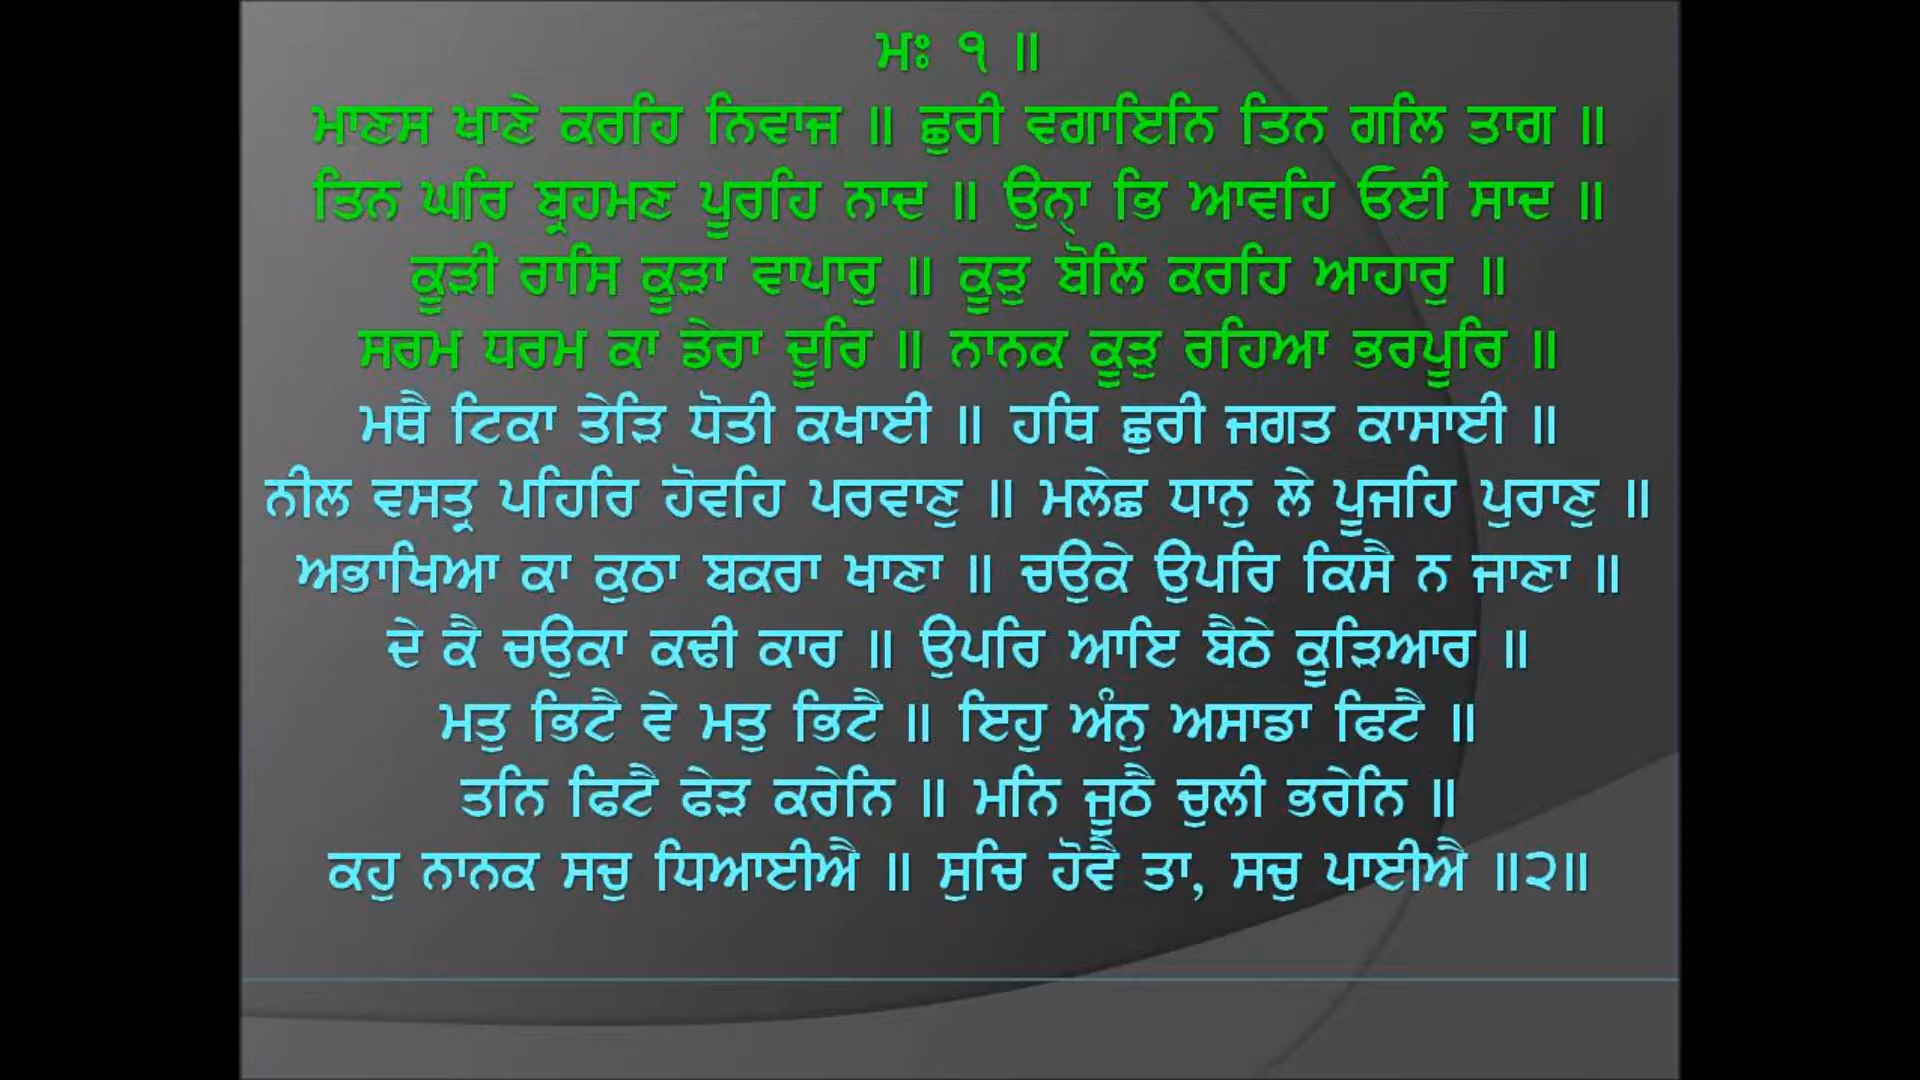 ਮਃ ੧ ॥
ਮਾਣਸ ਖਾਣੇ ਕਰਹਿ ਨਿਵਾਜ ॥ ਛੁਰੀ ਵਗਾਇਨਿ ਤਿਨ ਗਲਿ ਤਾਗ ॥
ਤਿਨ ਘਰਿ ਬ੍ਰਹਮਣ ਪੂਰਹਿ ਨਾਦ ॥ ਉਨ੍ਹਾ ਭਿ ਆਵਹਿ ਓਈ ਸਾਦ ॥
ਕੂੜੀ ਰਾਸਿ ਕੂੜਾ ਵਾਪਾਰੁ ॥ ਕੂੜੁ ਬੋਲਿ ਕਰਹਿ ਆਹਾਰੁ ॥
ਸਰਮ ਧਰਮ ਕਾ ਡੇਰਾ ਦੂਰਿ ॥ ਨਾਨਕ ਕੂੜੁ ਰਹਿਆ ਭਰਪੂਰਿ ॥
ਮਥੈ ਟਿਕਾ ਤੇੜਿ ਧੋਤੀ ਕਖਾਈ ॥ ਹਥਿ ਛੁਰੀ ਜਗਤ ਕਾਸਾਈ ॥
ਨੀਲ ਵਸਤ੍ਰ ਪਹਿਰਿ ਹੋਵਹਿ ਪਰਵਾਣੁ ॥ ਮਲੇਛ ਧਾਨੁ ਲੇ ਪੂਜਹਿ ਪੁਰਾਣੁ ॥
ਅਭਾਖਿਆ ਕਾ ਕੁਠਾ ਬਕਰਾ ਖਾਣਾ ॥ ਚਉਕੇ ਉਪਰਿ ਕਿਸੈ ਨ ਜਾਣਾ ॥
ਦੇ ਕੈ ਚਉਕਾ ਕਢੀ ਕਾਰ ॥ ਉਪਰਿ ਆਇ ਬੈਠੇ ਕੂੜਿਆਰ ॥
ਮਤੁ ਭਿਟੈ ਵੇ ਮਤੁ ਭਿਟੈ ॥ ਇਹੁ ਅੰਨੁ ਅਸਾਡਾ ਫਿਟੈ ॥
ਤਨਿ ਫਿਟੈ ਫੇੜ ਕਰੇਨਿ ॥ ਮਨਿ ਜੂਠੈ ਚੁਲੀ ਭਰੇਨਿ ॥
ਕਹੁ ਨਾਨਕ ਸਚੁ ਧਿਆਈਐ ॥ ਸੁਚਿ ਹੋਵੈ ਤਾ, ਸਚੁ ਪਾਈਐ ॥੨॥